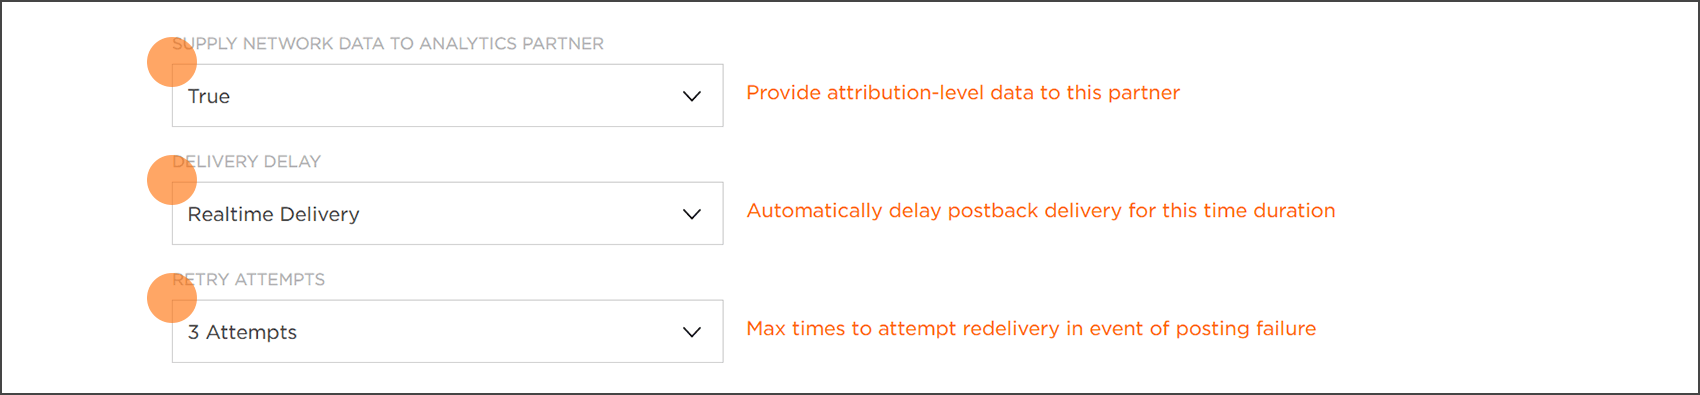 SUPPLY NETWORK DATA TO ANALYTICS PARTNER
True
Provide attribution-level data to this partner
DELIVERY DELAY
Realtime Delivery
Automatically delay postback delivery for this time duration
RETRY ATTEMPTS
3 Attempts
Max times to attempt redelivery in event of posting failure